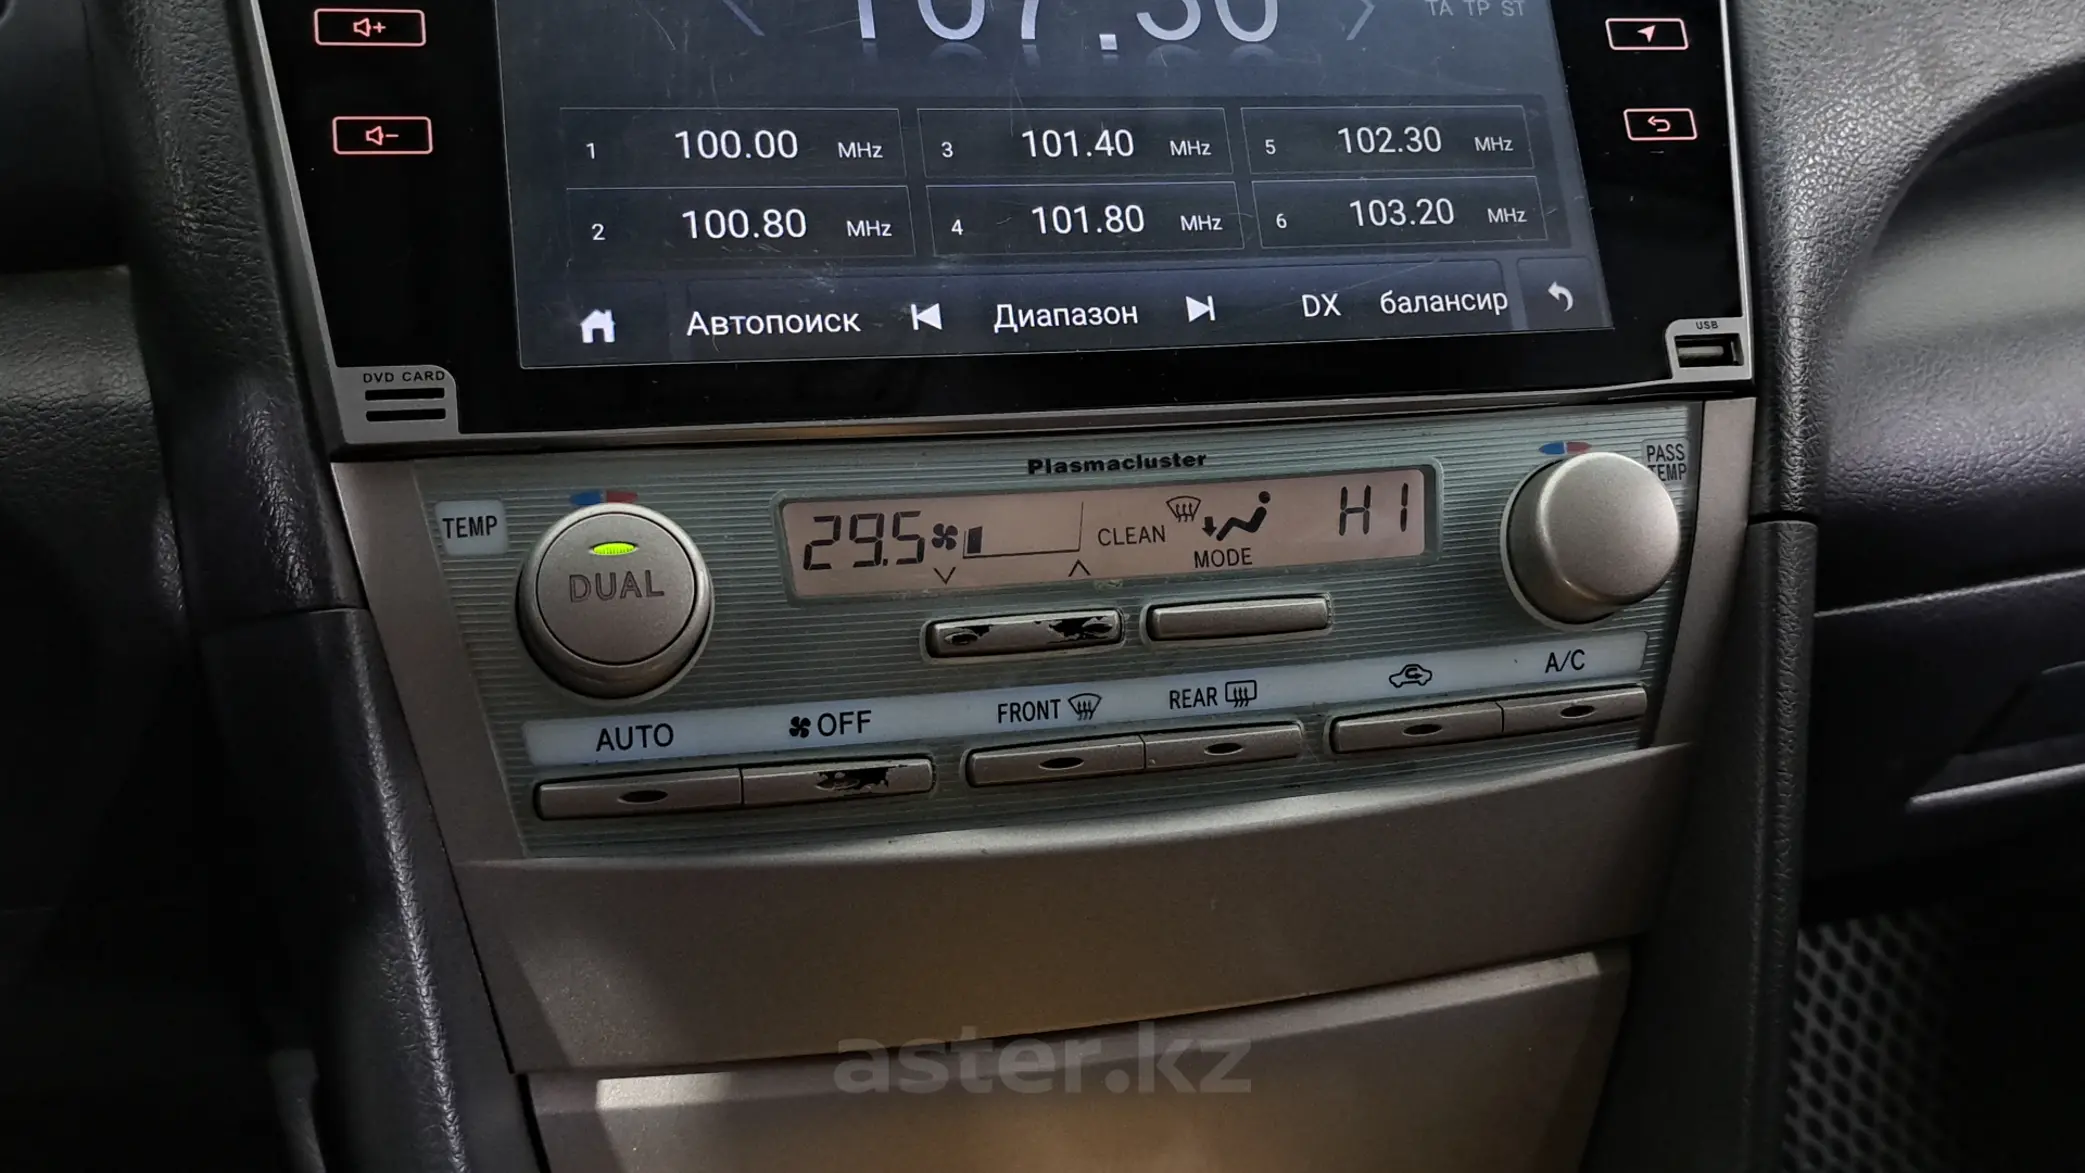 107.30
TA TP ST
1 100.00 MHz
3 101.40 MHz
5 102.30 MHz
2 100.80 MHz
4 101.80 MHz
6 103.20 MHz
Автопоиск
Диапазон
DX
балансир
DVD CARD
USB
Plasmacluster
TEMP
PASS
TEMP
DUAL
29.5
CLEAN
MODE
HI
AUTO
OFF
FRONT
REAR
A/C
aster.kz